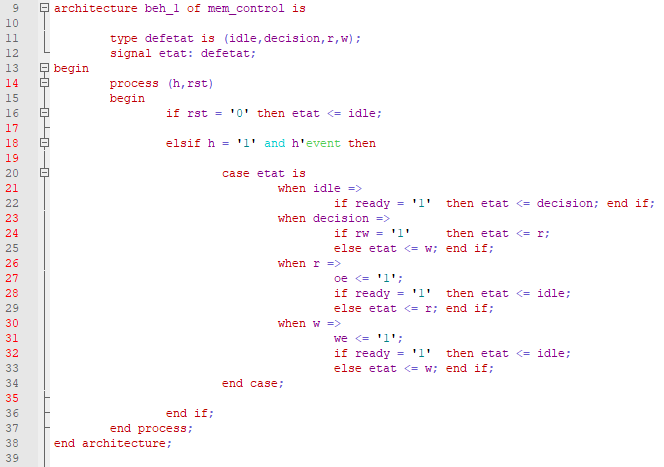 9 architecture beh_1 of mem_control is
10
11 type defetat is (idle,decision,r,w);
12 signal etat: defetat;
13 begin
14 process (h,rst)
15 begin
16 if rst = '0' then etat <= idle;
17
18 elsif h = '1' and h'event then
19
20 case etat is
21 when idle =>
22 if ready = '1' then etat <= decision; end if;
23 when decision =>
24 if rw = '1' then etat <= r;
25 else etat <= w; end if;
26 when r =>
27 oe <= '1';
28 if ready = '1' then etat <= idle;
29 else etat <= r; end if;
30 when w =>
31 we <= '1';
32 if ready = '1' then etat <= idle;
33 else etat <= w; end if;
34 end case;
35
36 end if;
37 end process;
38 end architecture;
39